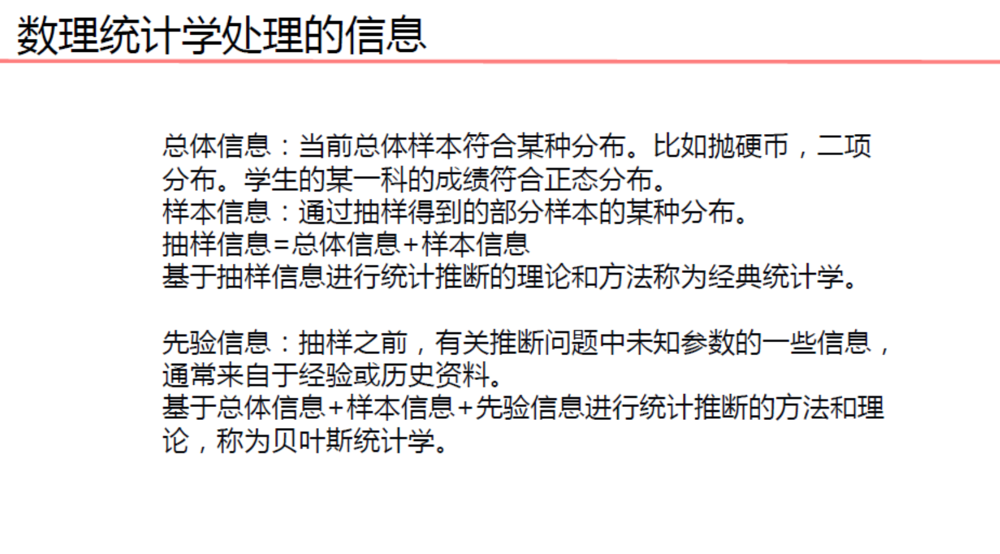 数理统计学处理的信息
总体信息：当前总体样本符合某种分布。比如抛硬币，二项
分布。学生的某一科的成绩符合正态分布。
样本信息：通过抽样得到的部分样本的某种分布。
抽样信息=总体信息+样本信息
基于抽样信息进行统计推断的理论和方法称为经典统计学。
先验信息：抽样之前，有关推断问题中未知参数的一些信息，
通常来自于经验或历史资料。
基于总体信息+样本信息+先验信息进行统计推断的方法和理
论，称为贝叶斯统计学。